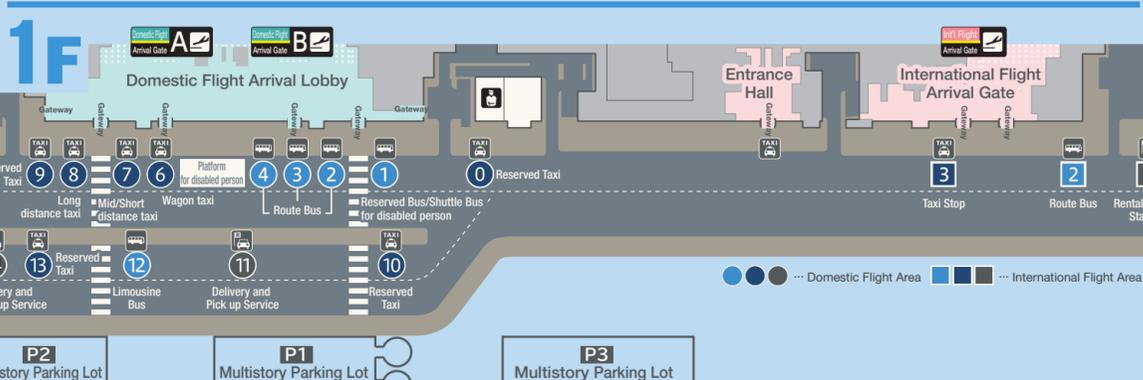 1F
Domestic Flight
Arrival Gate
A
Domestic Flight
Arrival Gate
B
Int'l Flight
Arrival Gate
Domestic Flight Arrival Lobby
Entrance
Hall
International Flight
Arrival Gate
Gateway
Gateway
Gateway
Gateway
Gateway
Gateway
Gateway
Gateway
Gateway
TAXI
TAXI
TAXI
TAXI
TAXI
TAXI
TAXI
Taxi
9
8
7
6
Platform
for disabled person
4
3
2
1
0
Reserved Taxi
3
2
Long
distance taxi
Mid/Short
distance taxi
Wagon taxi
Route Bus
Reserved Bus/Shuttle Bus
for disabled person
Taxi Stop
Route Bus
TAXI
TAXI
13
Reserved
Taxi
12
11
10
Limousine
Bus
Delivery and
Pick up Service
Reserved
Taxi
··· Domestic Flight Area
··· International Flight Area
P2
P1
P3
Parking Lot
Multistory Parking Lot
Multistory Parking Lot